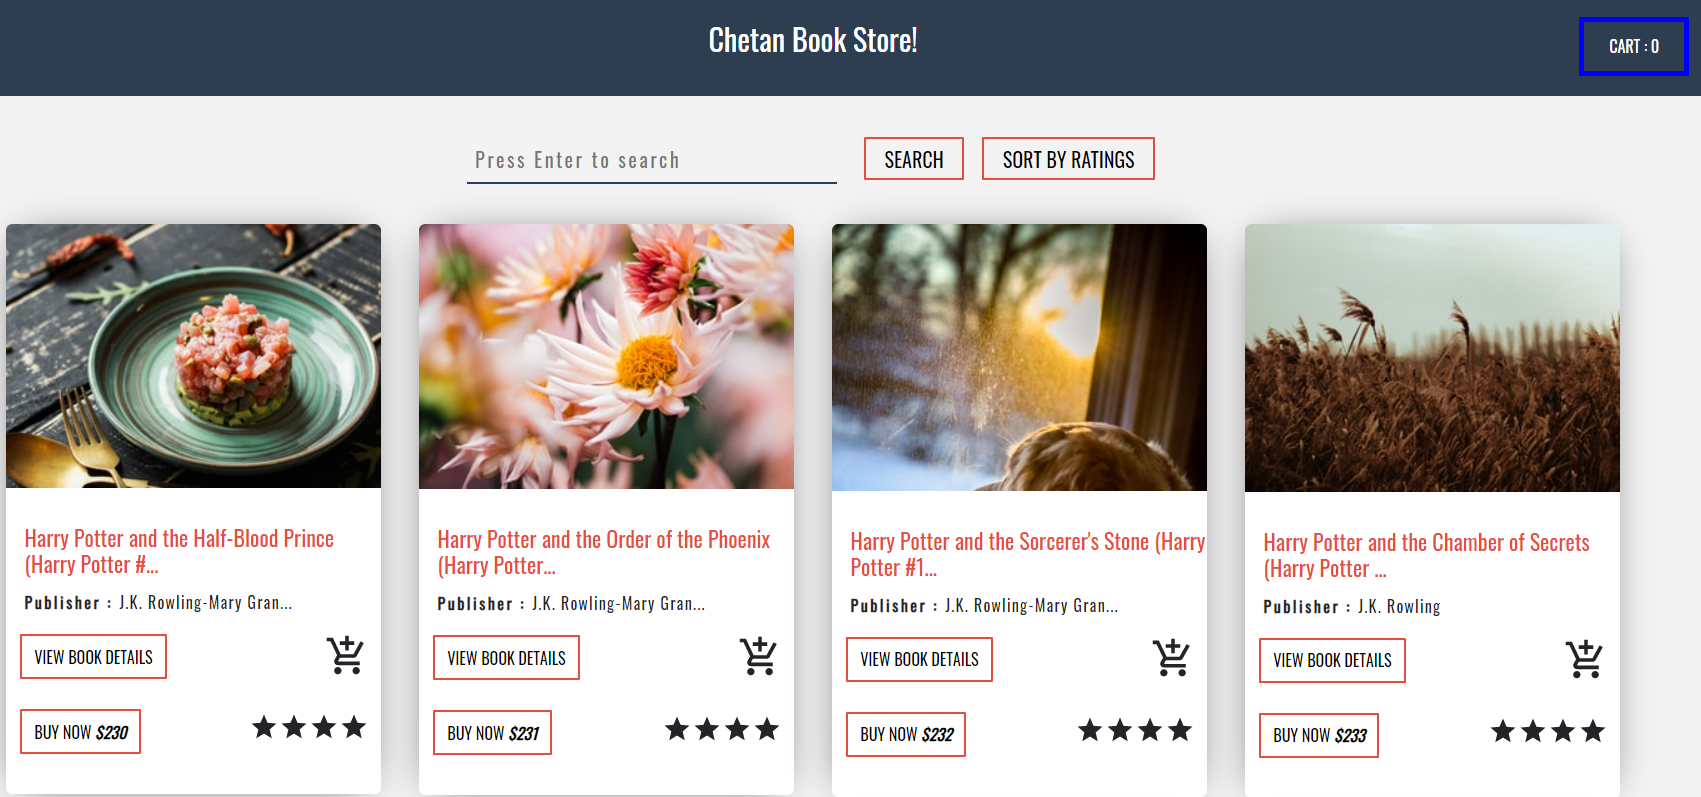 Chetan Book Store!
CART : 0
Press Enter to search
SEARCH
SORT BY RATINGS
Harry Potter and the Half-Blood Prince
(Harry Potter #...
Publisher : J.K. Rowling-Mary Gran...
VIEW BOOK DETAILS
BUY NOW $230
Harry Potter and the Order of the Phoenix
(Harry Potter...
Publisher : J.K. Rowling-Mary Gran...
VIEW BOOK DETAILS
BUY NOW $231
Harry Potter and the Sorcerer's Stone (Harry
Potter #1...
Publisher : J.K. Rowling-Mary Gran...
VIEW BOOK DETAILS
BUY NOW $232
Harry Potter and the Chamber of Secrets
(Harry Potter ...
Publisher : J.K. Rowling
VIEW BOOK DETAILS
BUY NOW $233